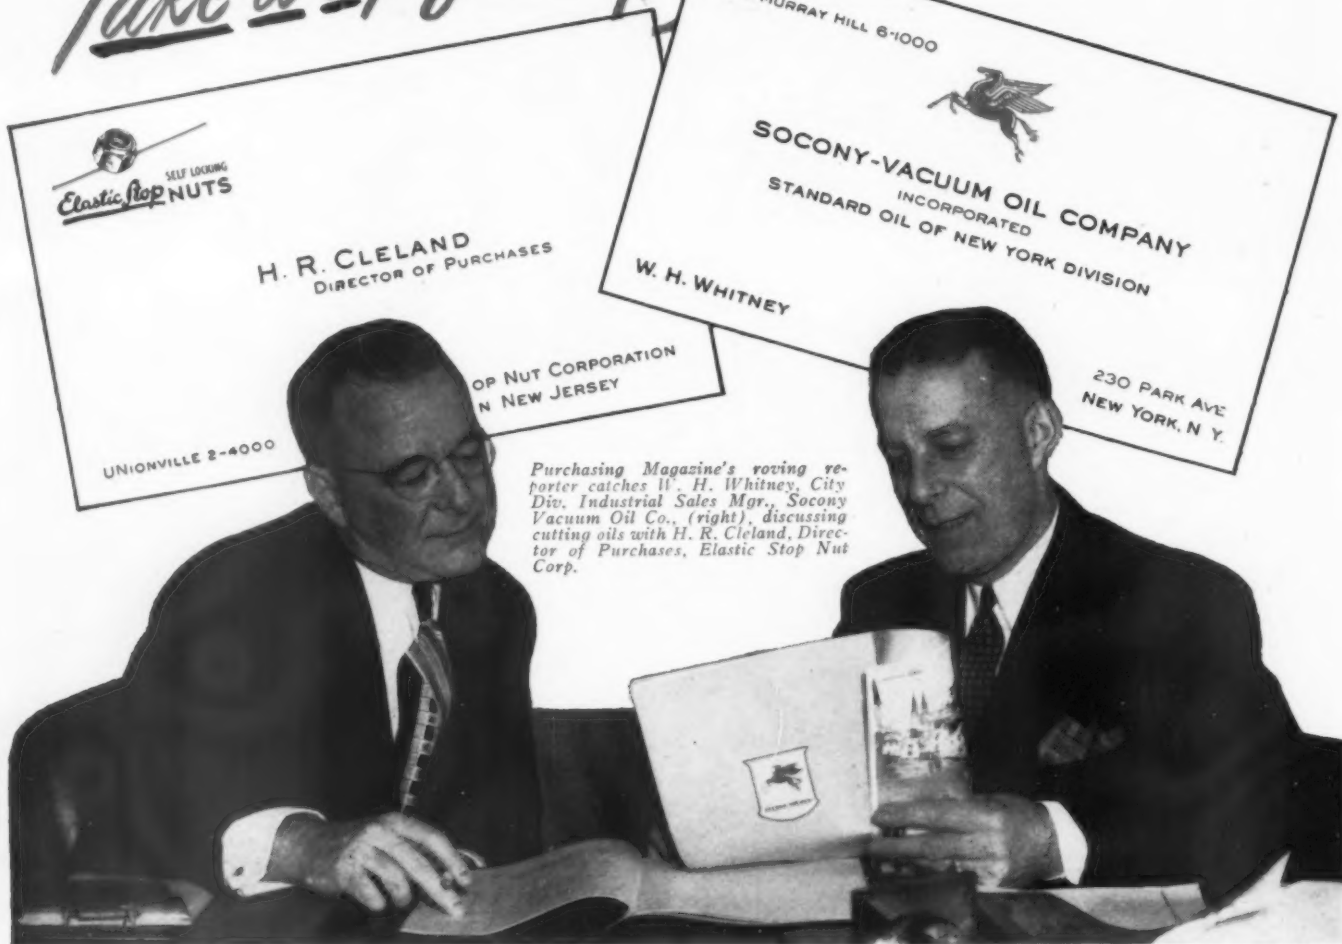 Take a
MURRAY HILL 6-1000
SOCONY-VACUUM OIL COMPANY
INCORPORATED
STANDARD OIL OF NEW YORK DIVISION
W. H. WHITNEY
230 PARK AVE
NEW YORK, N Y.
Elastic Stop SELF LOCKING NUTS
H. R. CLELAND
DIRECTOR OF PURCHASES
OP NUT CORPORATION
N NEW JERSEY
UNIONVILLE 2-4000
Purchasing Magazine's roving re-
porter catches W. H. Whitney, City
Div. Industrial Sales Mgr., Socony
Vacuum Oil Co., (right), discussing
cutting oils with H. R. Cleland, Direc-
tor of Purchases, Elastic Stop Nut
Corp.